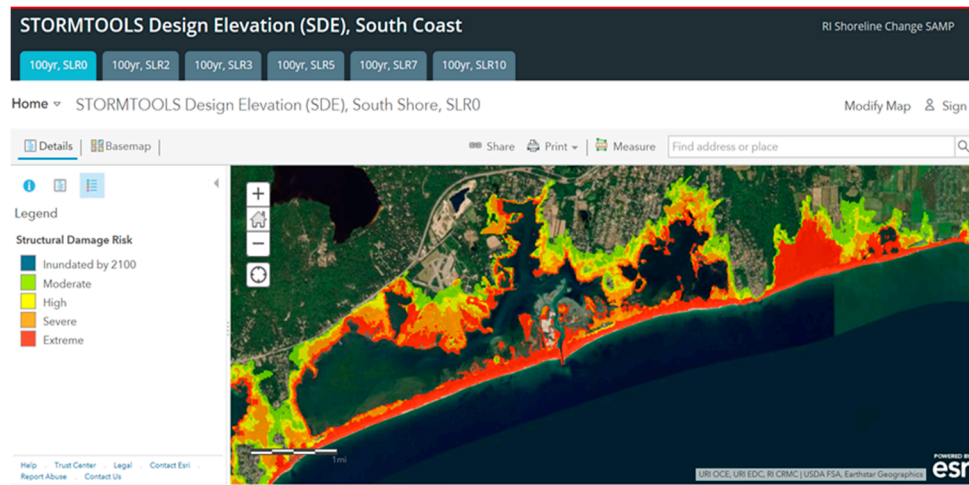 STORMTOOLS Design Elevation (SDE), South Coast
RI Shoreline Change SAMP
100yr, SLR0 100yr, SLR2 100yr, SLR3 100yr, SLR5 100yr, SLR7 100yr, SLR10
Home STORMTOOLS Design Elevation (SDE), South Shore, SLR0 Modify Map Sign
Details Basemap Share Print Measure Find address or place
Legend
Structural Damage Risk
Inundated by 2100
Moderate
High
Severe
Extreme
1mi
Help Trust Center Legal Contact Esri
Report Abuse Contact Us
URI OCE, URI EDC, RI CRMC | USDA FSA, Earthstar Geographics
POWERED BY
esri